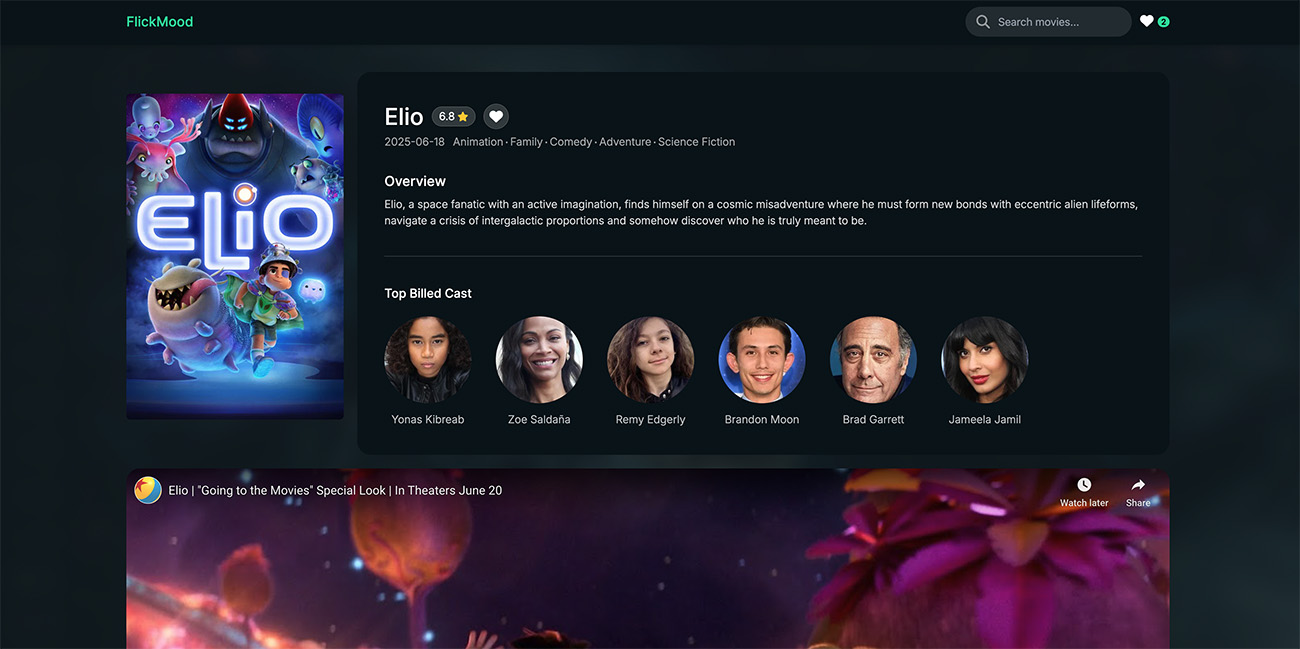 FlickMood
Search movies...
2
ELIO
Elio
6.8
2025-06-18 Animation · Family · Comedy · Adventure · Science Fiction
Overview
Elio, a space fanatic with an active imagination, finds himself on a cosmic misadventure where he must form new bonds with eccentric alien lifeforms,
navigate a crisis of intergalactic proportions and somehow discover who he is truly meant to be.
Top Billed Cast
Yonas Kibreab
Zoe Saldaña
Remy Edgerly
Brandon Moon
Brad Garrett
Jameela Jamil
Elio | "Going to the Movies" Special Look | In Theaters June 20
Watch later
Share